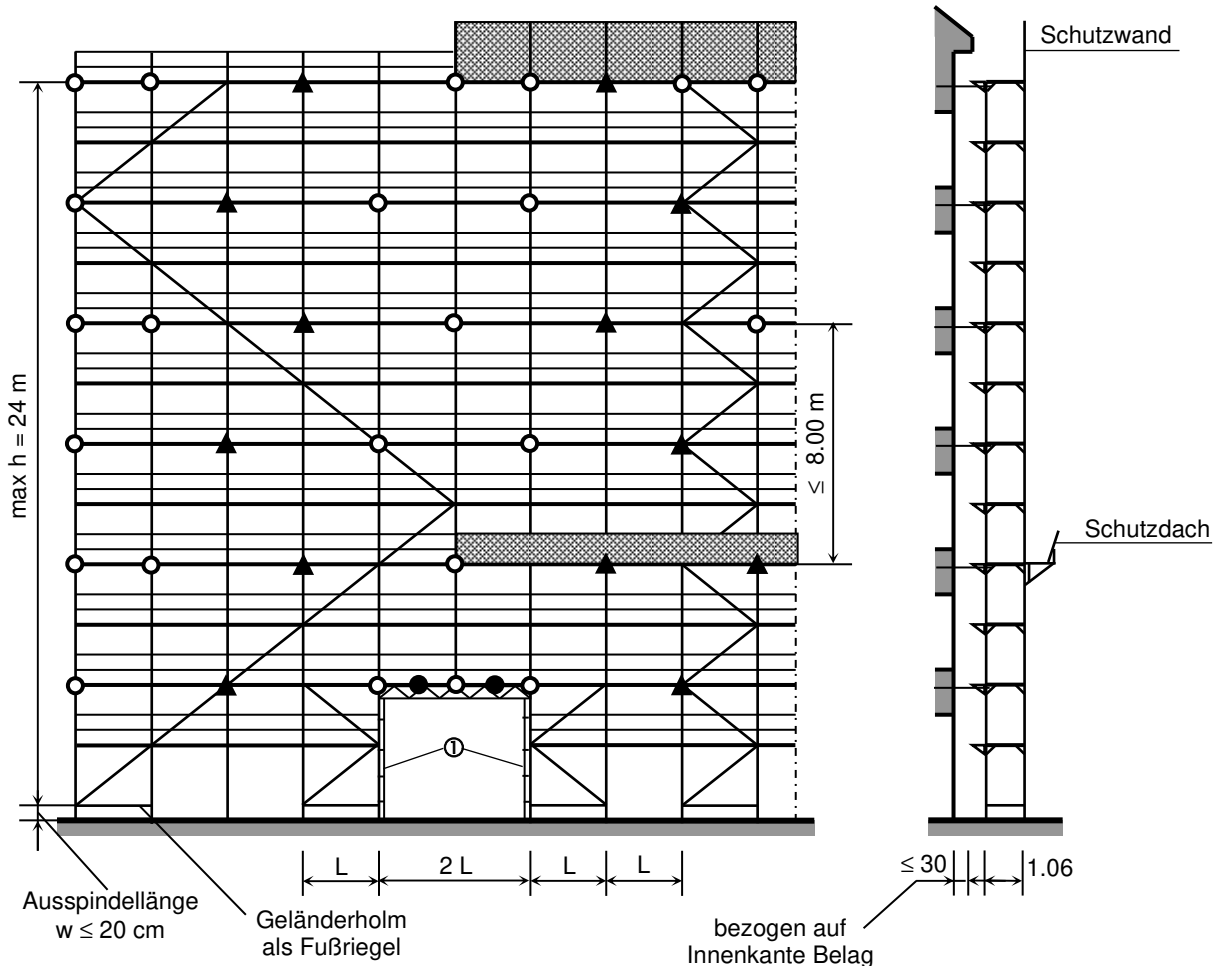 Schutzwand
max h = 24 m
≤ 8.00 m
Schutzdach
①
L
2 L
L
L
≤ 30
1.06
Ausspindellänge
w ≤ 20 cm
Geländerholm
als Fußriegel
bezogen auf
Innenkante Belag